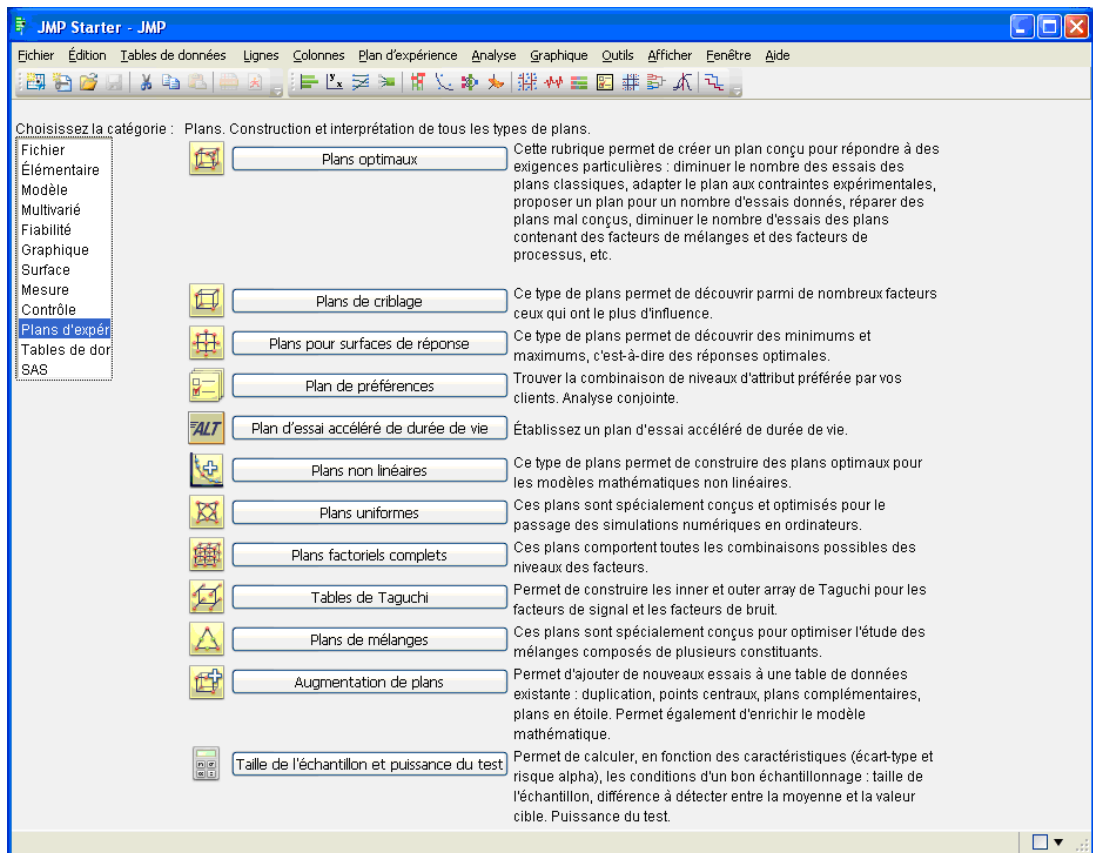 JMP Starter - JMP
Fichier Édition Tables de données Lignes Colonnes Plan d'expérience Analyse Graphique Outils Afficher Fenêtre Aide
Choisissez la catégorie : Plans. Construction et interprétation de tous les types de plans.
Fichier
Élémentaire
Modèle
Multivarié
Fiabilité
Graphique
Surface
Mesure
Contrôle
Plans d'expér
Tables de dor
SAS
Plans optimaux
Cette rubrique permet de créer un plan conçu pour répondre à des
exigences particulières : diminuer le nombre des essais des
plans classiques, adapter le plan aux contraintes expérimentales,
proposer un plan pour un nombre d'essais donnés, réparer des
plans mal conçus, diminuer le nombre d'essais des plans
contenant des facteurs de mélanges et des facteurs de
processus, etc.
Plans de criblage
Ce type de plans permet de découvrir parmi de nombreux facteurs
ceux qui ont le plus d'influence.
Plans pour surfaces de réponse
Ce type de plans permet de découvrir des minimums et
maximums, c'est-à-dire des réponses optimales.
Plan de préférences
Trouver la combinaison de niveaux d'attribut préférée par vos
clients. Analyse conjointe.
ALT
Plan d'essai accéléré de durée de vie
Établissez un plan d'essai accéléré de durée de vie.
Plans non linéaires
Ce type de plans permet de construire des plans optimaux pour
les modèles mathématiques non linéaires.
Plans uniformes
Ces plans sont spécialement conçus et optimisés pour le
passage des simulations numériques en ordinateurs.
Plans factoriels complets
Ces plans comportent toutes les combinaisons possibles des
niveaux des facteurs.
Tables de Taguchi
Permet de construire les inner et outer array de Taguchi pour les
facteurs de signal et les facteurs de bruit.
Plans de mélanges
Ces plans sont spécialement conçus pour optimiser l'étude des
mélanges composés de plusieurs constituants.
Augmentation de plans
Permet d'ajouter de nouveaux essais à une table de données
existante : duplication, points centraux, plans complémentaires,
plans en étoile. Permet également d'enrichir le modèle
mathématique.
Taille de l'échantillon et puissance du test
Permet de calculer, en fonction des caractéristiques (écart-type et
risque alpha), les conditions d'un bon échantillonnage : taille de
l'échantillon, différence à détecter entre la moyenne et la valeur
cible. Puissance du test.